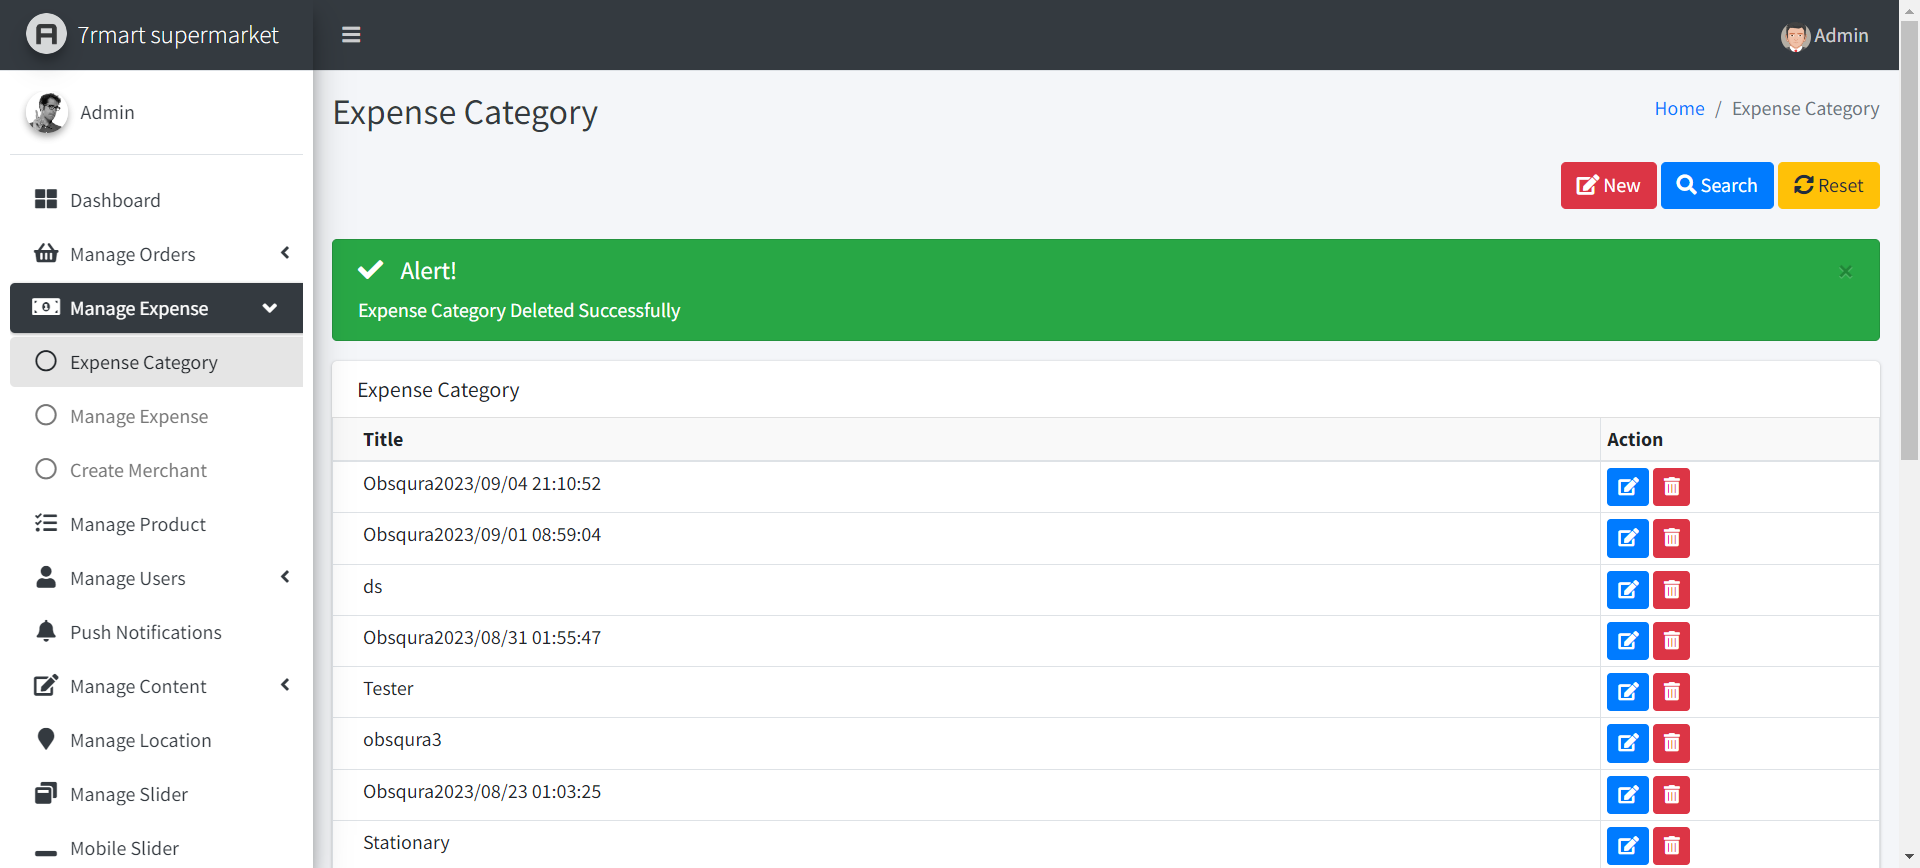 7rmart supermarket
Admin
Admin
Expense Category
Home / Expense Category
New
Search
Reset
Dashboard
Manage Orders
Manage Expense
Expense Category
Manage Expense
Create Merchant
Manage Product
Manage Users
Push Notifications
Manage Content
Manage Location
Manage Slider
Mobile Slider
Alert!
×
Expense Category Deleted Successfully
Expense Category
Title Action
Obsqura2023/09/04 21:10:52
Obsqura2023/09/01 08:59:04
ds
Obsqura2023/08/31 01:55:47
Tester
obsqura3
Obsqura2023/08/23 01:03:25
Stationary